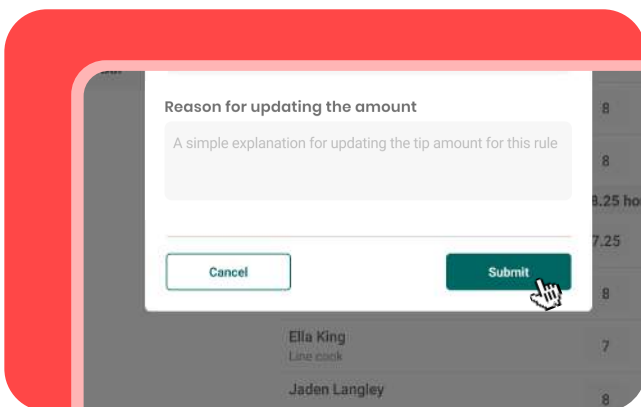 8
Reason for updating the amount
A simple explanation for updating the tip amount for this rule
8
8.25 hou
7.25
Cancel
Submit
8
Ella King
7
Line cook
Jaden Langley
8